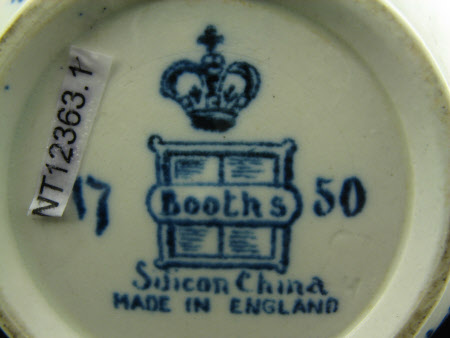 NT12363.1
17 Booths 50
Silicon China
MADE IN ENGLAND